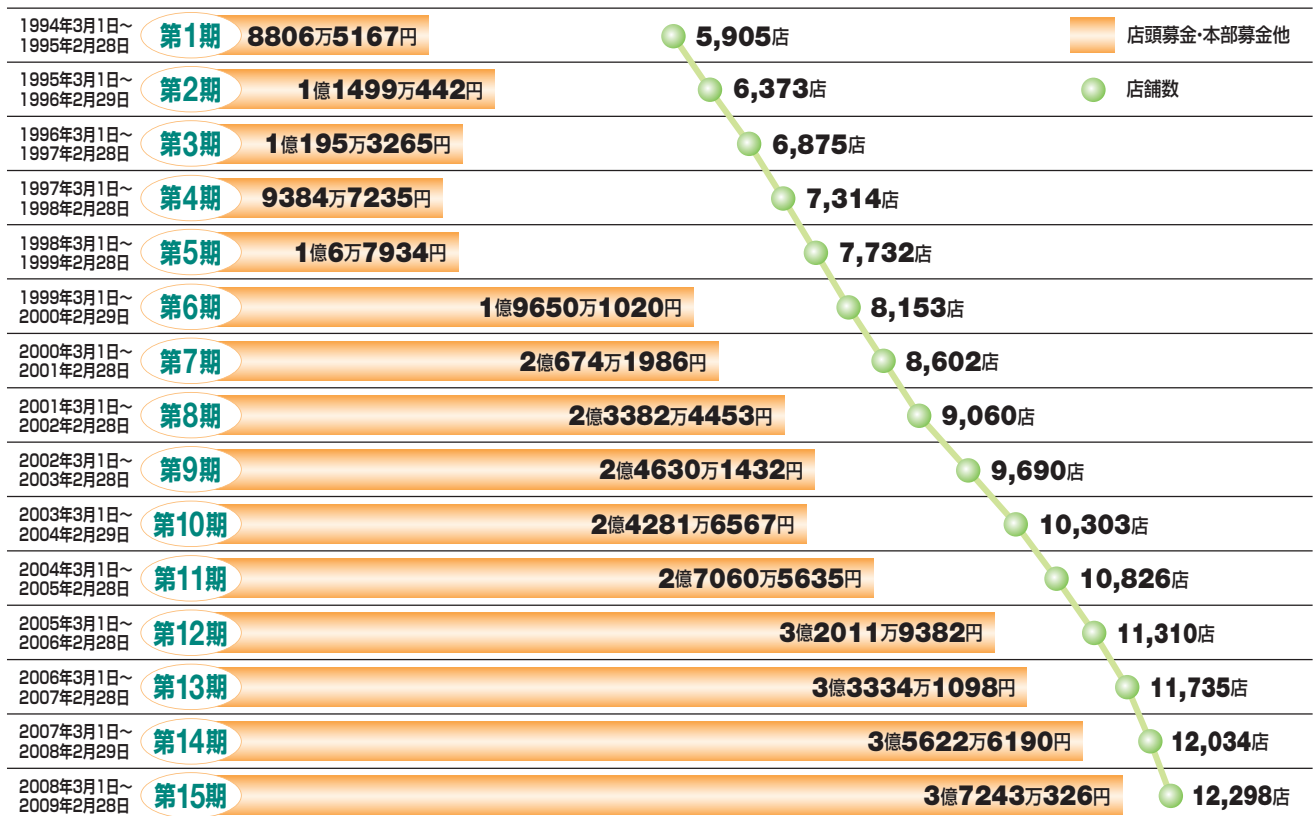 1994年3月1日〜
1995年2月28日
第1期
8806万5167円
5,905店
店頭募金・本部募金他
1995年3月1日〜
1996年2月29日
第2期
1億1499万442円
6,373店
店舗数
1996年3月1日〜
1997年2月28日
第3期
1億195万3265円
6,875店
1997年3月1日〜
1998年2月28日
第4期
9384万7235円
7,314店
1998年3月1日〜
1999年2月28日
第5期
1億6万7934円
7,732店
1999年3月1日〜
2000年2月29日
第6期
1億9650万1020円
8,153店
2000年3月1日〜
2001年2月28日
第7期
2億674万1986円
8,602店
2001年3月1日〜
2002年2月28日
第8期
2億3382万4453円
9,060店
2002年3月1日〜
2003年2月28日
第9期
2億4630万1432円
9,690店
2003年3月1日〜
2004年2月29日
第10期
2億4281万6567円
10,303店
2004年3月1日〜
2005年2月28日
第11期
2億7060万5635円
10,826店
2005年3月1日〜
2006年2月28日
第12期
3億2011万9382円
11,310店
2006年3月1日〜
2007年2月28日
第13期
3億3334万1098円
11,735店
2007年3月1日〜
2008年2月29日
第14期
3億5622万6190円
12,034店
2008年3月1日〜
2009年2月28日
第15期
3億7243万326円
12,298店